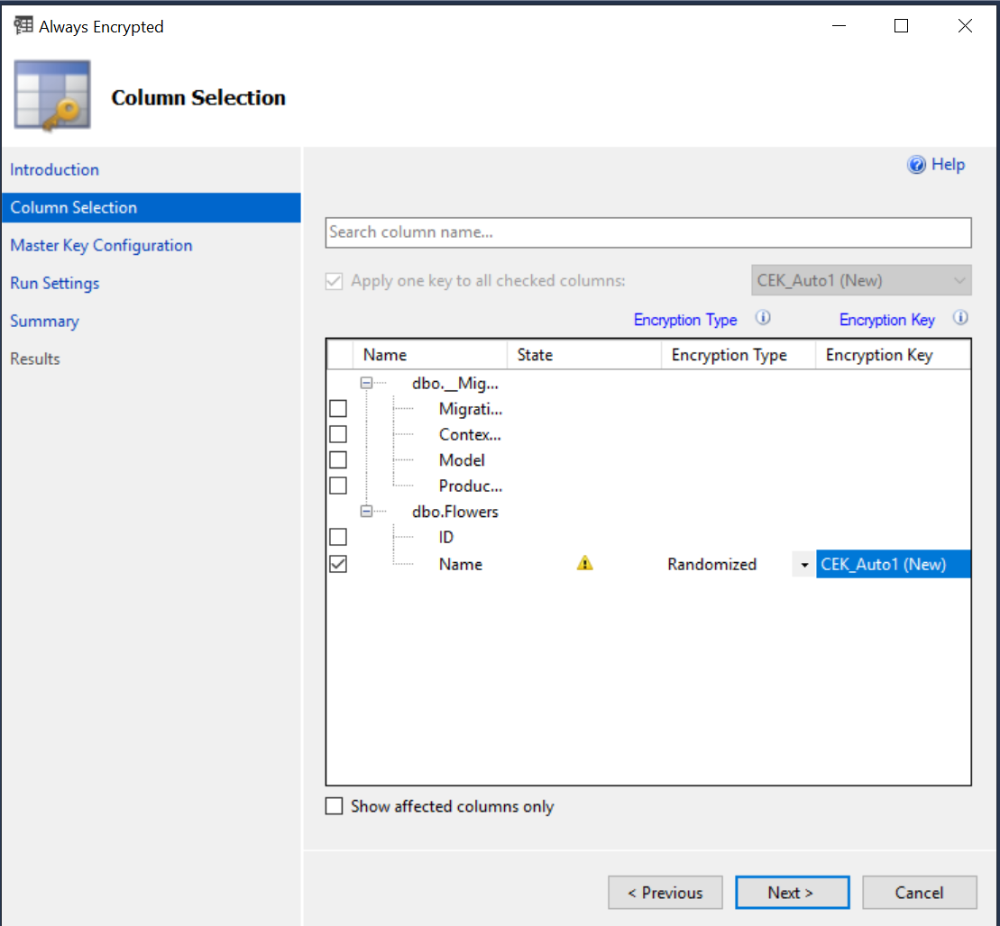 Always Encrypted
Column Selection
Introduction
Column Selection
Master Key Configuration
Run Settings
Summary
Results
Help
Search column name...
Apply one key to all checked columns:
CEK_Auto1 (New)
Encryption Type
Encryption Key
Name State Encryption Type Encryption Key
dbo.__Mig...
Migrati...
Contex...
Model
Produc...
dbo.Flowers
ID
Name Randomized CEK_Auto1 (New)
Show affected columns only
< Previous Next > Cancel